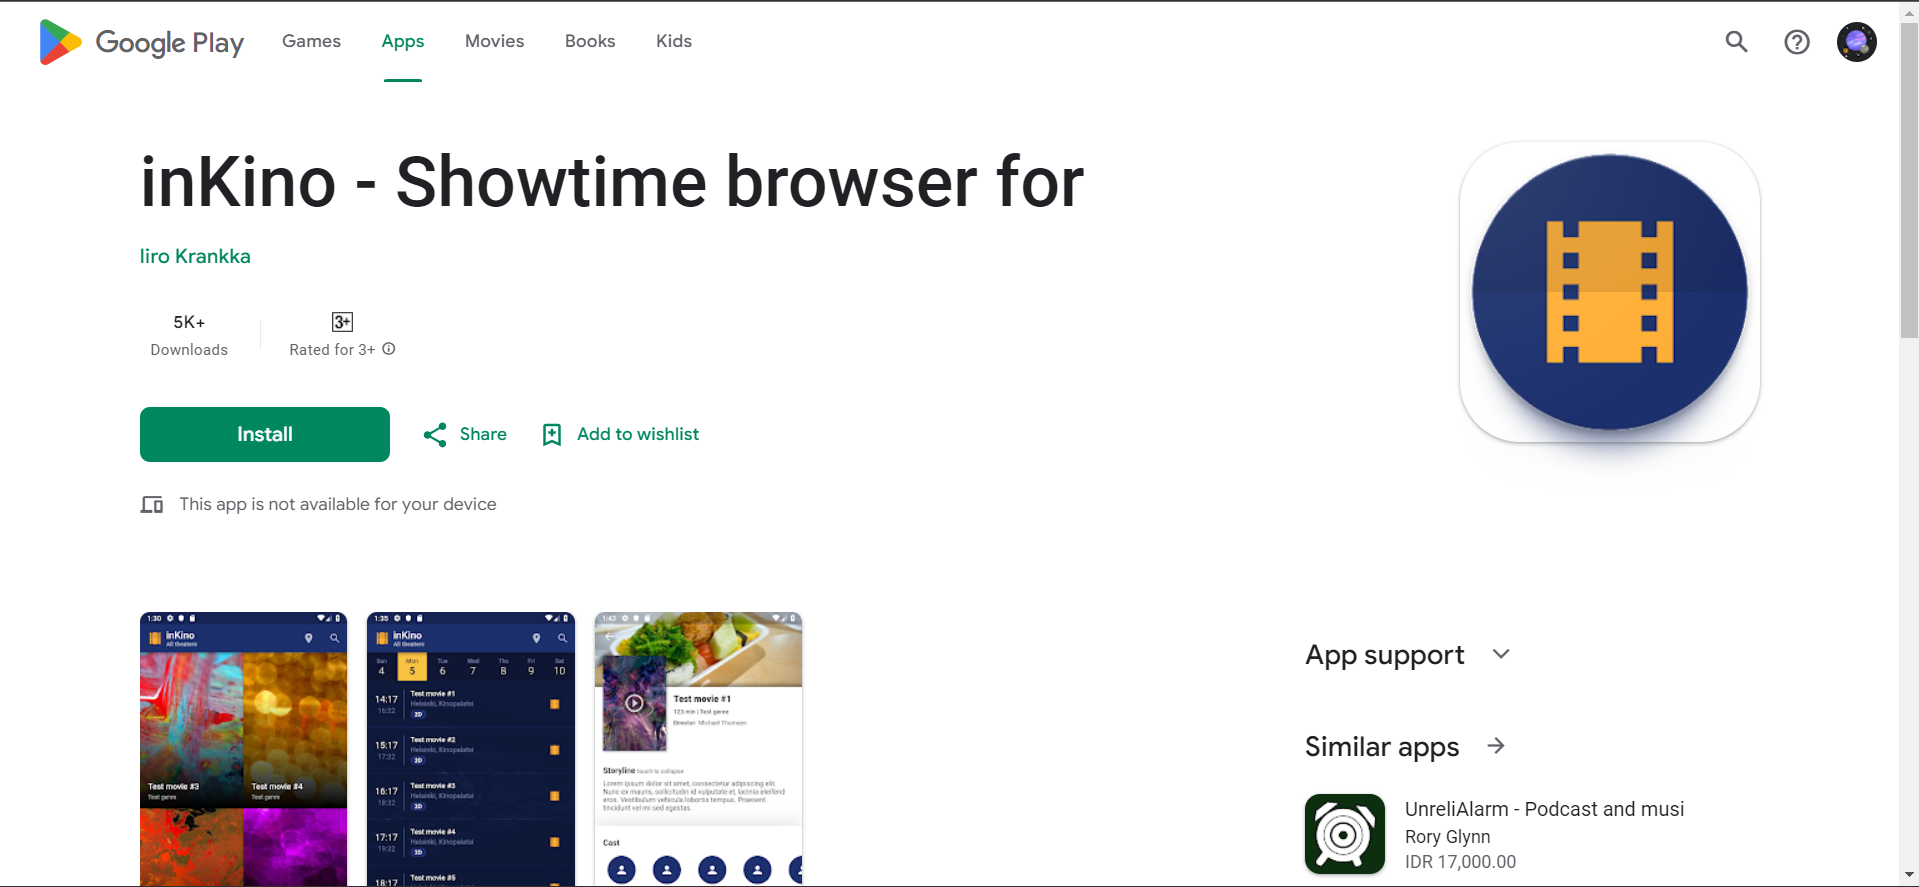 Google Play
Games
Apps
Movies
Books
Kids
inKino - Showtime browser for
Iiro Krankka
5K+
Downloads
3+
Rated for 3+
Install
Share
Add to wishlist
This app is not available for your device
1:30
inKino
All theaters
Test movie #3
Test genre
Test movie #4
Test genre
1:35
inKino
All theaters
Sun Mon Tue Wed Thu Fri Sat
4 5 6 7 8 9 10
14:17 Test movie #1
16:32 Helsinki, Kinopalatsi
2D
15:17 Test movie #2
17:32 Helsinki, Kinopalatsi
2D
16:17 Test movie #3
18:32 Helsinki, Kinopalatsi
2D
17:17 Test movie #4
19:32 Helsinki, Kinopalatsi
2D
18:17 Test movie #5
1:43
Test movie #1
123 min | Test genre
Director: Michael Thomsen
Storyline touch to collapse
Lorem ipsum dolor sit amet, consectetur adipiscing elit.
Nunc ex mauris, sollicitudin id vulputate et, lacinia eleifend
eros. Vestibulum vehicula lobortis tempus. Praesent
tincidunt vel mi sed egestas.
Cast
App support
Similar apps
UnreliAlarm - Podcast and musi
Rory Glynn
IDR 17,000.00